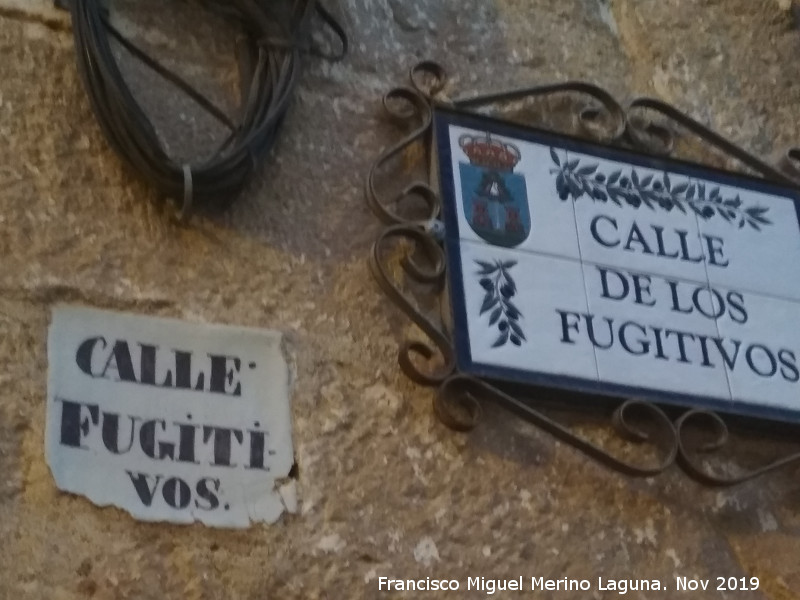 CALLE
FUGITI-
VOS.
CALLE
DE LOS
FUGITIVOS
Francisco Miguel Merino Laguna. Nov 2019